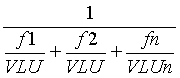 1
f1/VLU + f2/VLU + fn/VLUn